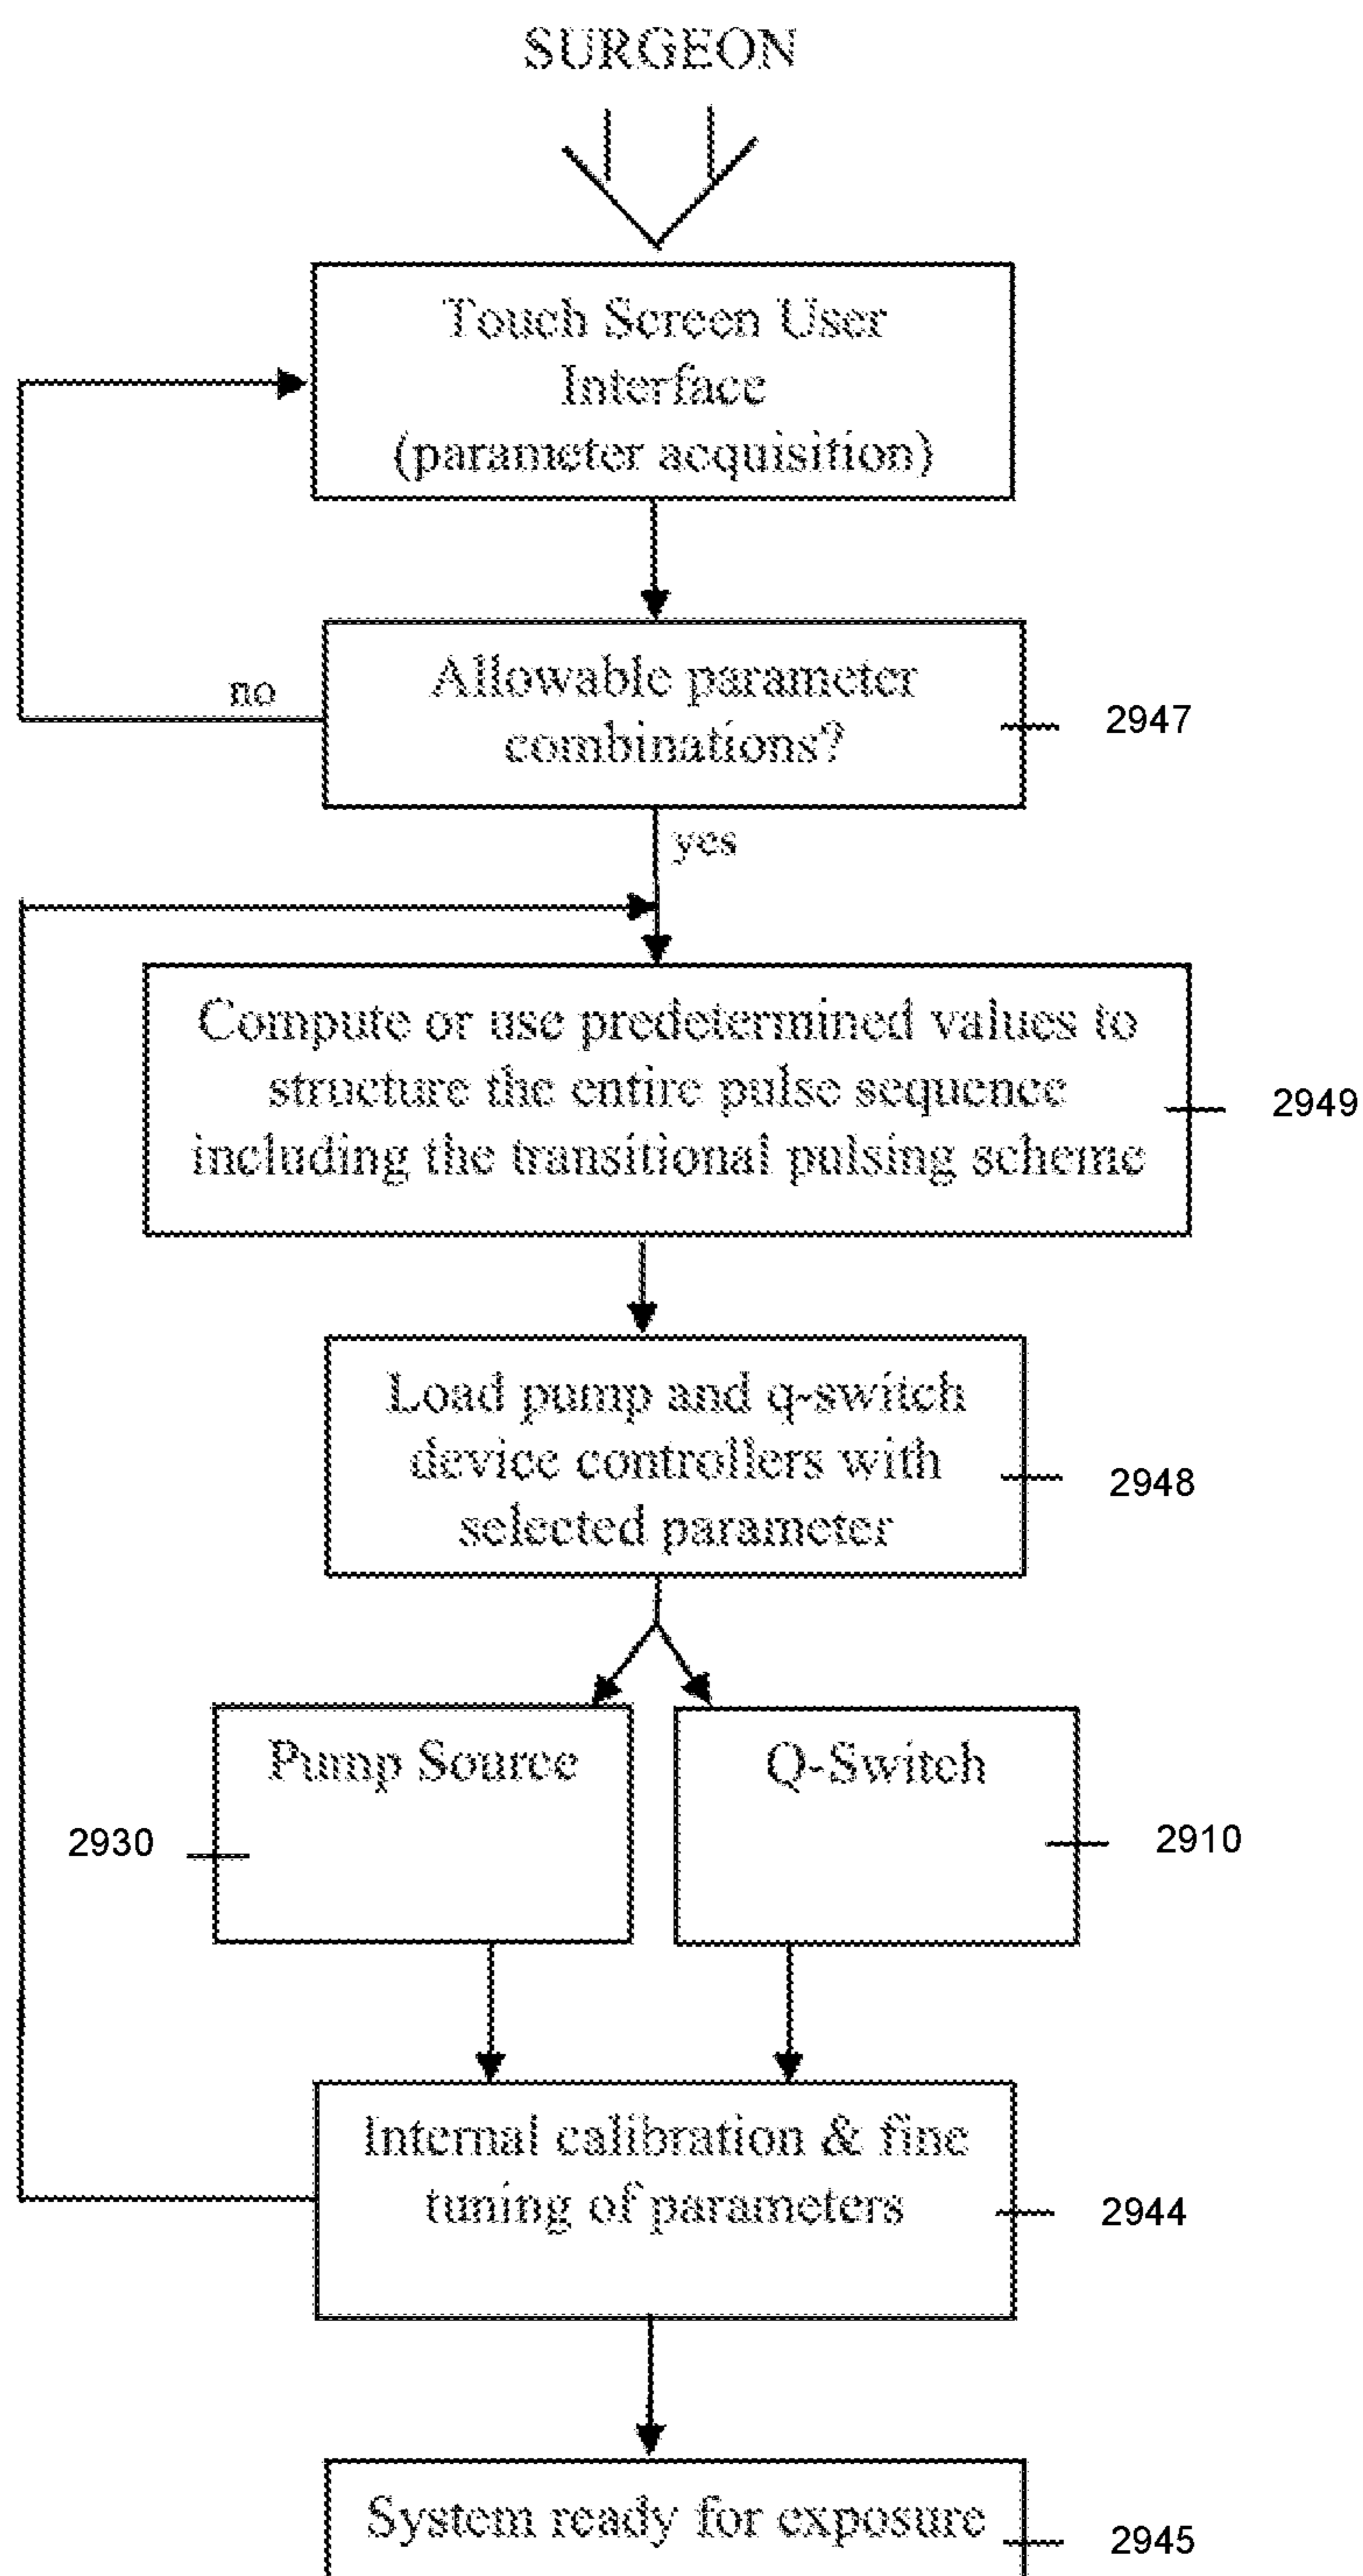 SURGEON
Touch Screen User
Interface
(parameter acquisition)
no
Allowable parameter
combinations?
2947
yes
Compute or use predetermined values to
structure the entire pulse sequence
including the transitional pulsing scheme
2949
Load pump and q-switch
device controllers with
selected parameter
2948
Pump Source
Q-Switch
2930
2910
Internal calibration & fine
tuning of parameters
2944
System ready for exposure
2945